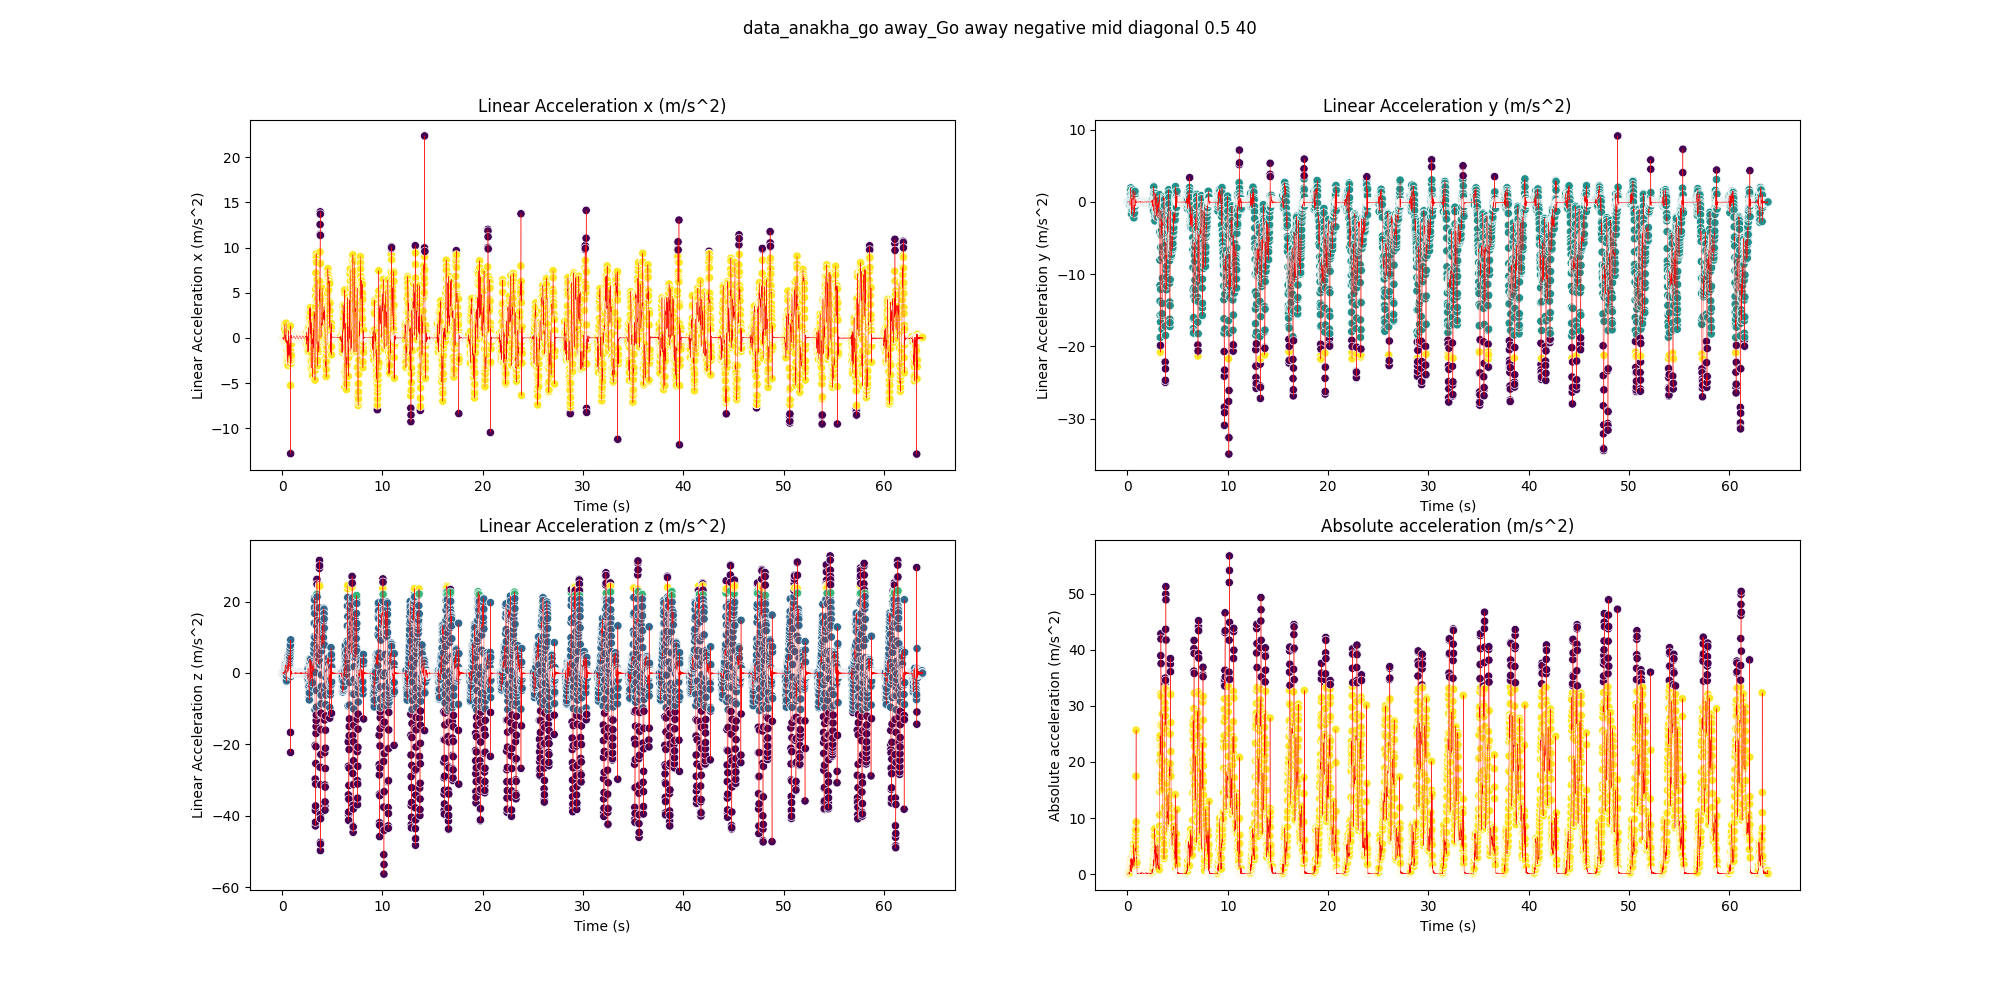 data_anakha_go away_Go away negative mid diagonal 0.5 40
Linear Acceleration x (m/s^2)
Linear Acceleration x (m/s^2)
20
15
10
5
0
−5
−10
0 10 20 30 40 50 60
Time (s)
Linear Acceleration y (m/s^2)
Linear Acceleration y (m/s^2)
10
0
−10
−20
−30
0 10 20 30 40 50 60
Time (s)
Linear Acceleration z (m/s^2)
Linear Acceleration z (m/s^2)
20
0
−20
−40
−60
0 10 20 30 40 50 60
Time (s)
Absolute acceleration (m/s^2)
Absolute acceleration (m/s^2)
50
40
30
20
10
0
0 10 20 30 40 50 60
Time (s)